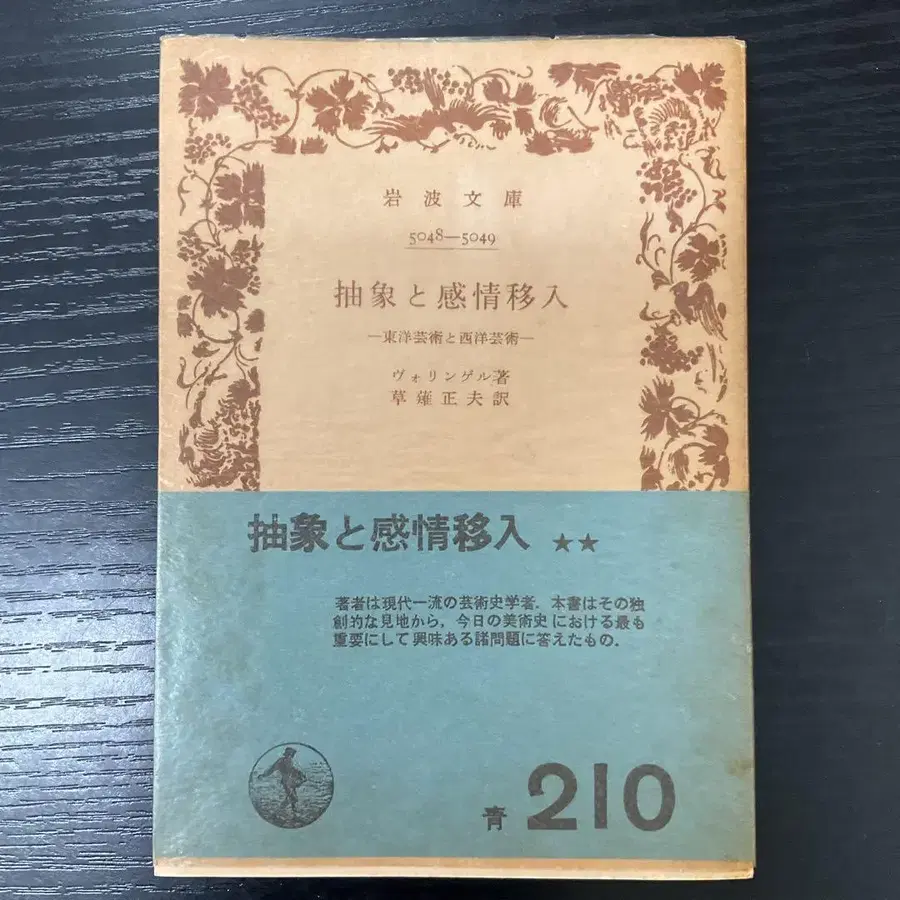 岩波文庫
5048—5049
抽象と感情移入
—東洋芸術と西洋芸術—
ヴォリンゲル著
草薙正夫訳
抽象と感情移入 ★★
著者は現代一流の芸術史学者．本書はその独
創的な見地から，今日の美術史における最も
重要にして興味ある諸問題に答えたもの．
青 210